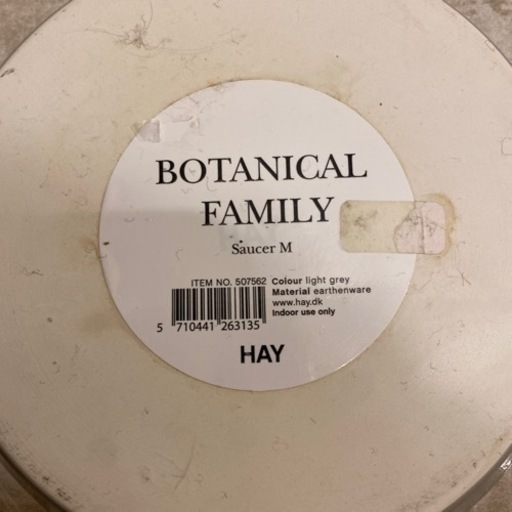 BOTANICAL
FAMILY
Saucer M
ITEM NO. 507562
Colour light grey
Material earthenware
www.hay.dk
Indoor use only
5 710441 263135
HAY